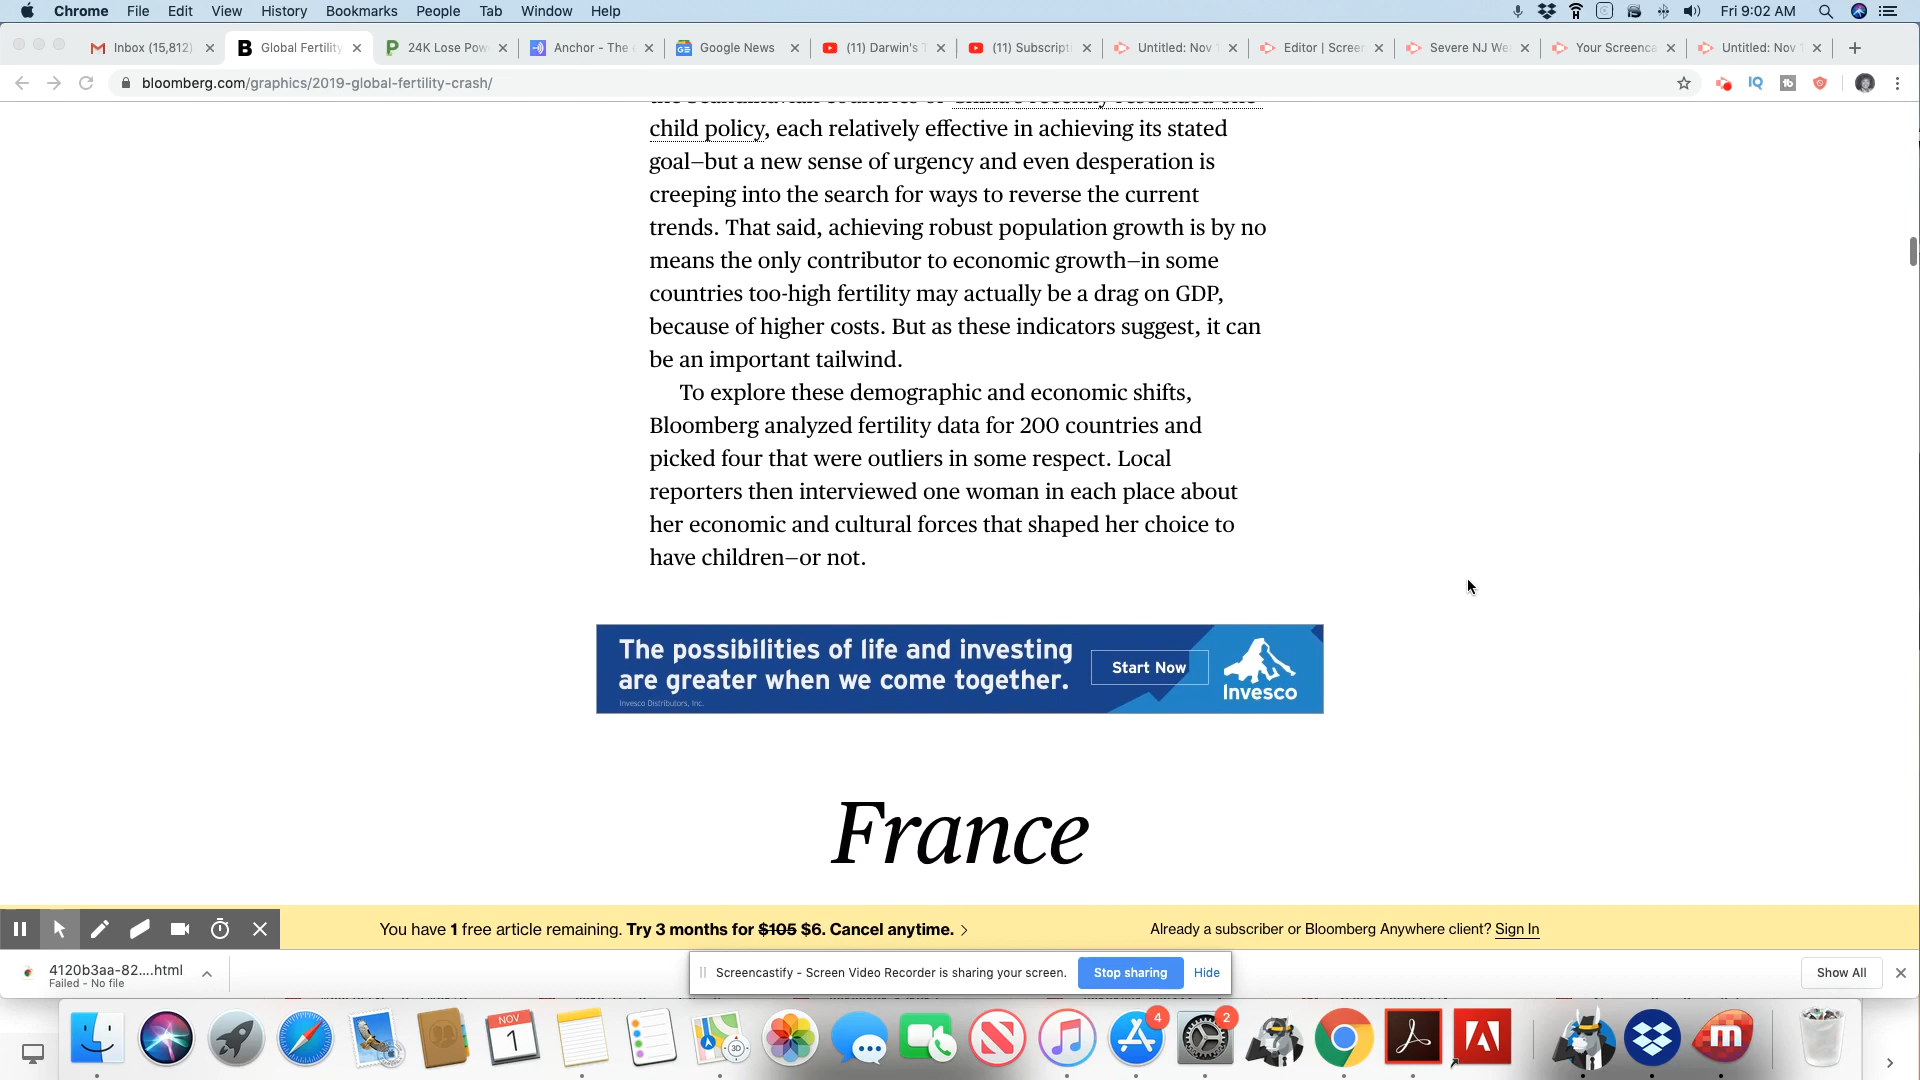 Chrome File Edit View History Bookmarks People Tab Window Help Fri 9:02 AM
Inbox (15,812) Global Fertility 24K Lose Pow Anchor - The Google News (11) Darwin's T (11) Subscripti Untitled: Nov 1 Editor | Screen Severe NJ We Your Screenca Untitled: Nov 1
bloomberg.com/graphics/2019-global-fertility-crash/
child policy, each relatively effective in achieving its stated
goal—but a new sense of urgency and even desperation is
creeping into the search for ways to reverse the current
trends. That said, achieving robust population growth is by no
means the only contributor to economic growth—in some
countries too-high fertility may actually be a drag on GDP,
because of higher costs. But as these indicators suggest, it can
be an important tailwind.
To explore these demographic and economic shifts,
Bloomberg analyzed fertility data for 200 countries and
picked four that were outliers in some respect. Local
reporters then interviewed one woman in each place about
her economic and cultural forces that shaped her choice to
have children—or not.
The possibilities of life and investing
are greater when we come together.
Start Now
Invesco
Invesco Distributors, Inc.
France
You have 1 free article remaining. Try 3 months for $105 $6. Cancel anytime. >
Already a subscriber or Bloomberg Anywhere client? Sign In
4120b3aa-82....html
Failed - No file
Screencastify - Screen Video Recorder is sharing your screen. Stop sharing Hide
Show All
NOV
1
3D
4
2